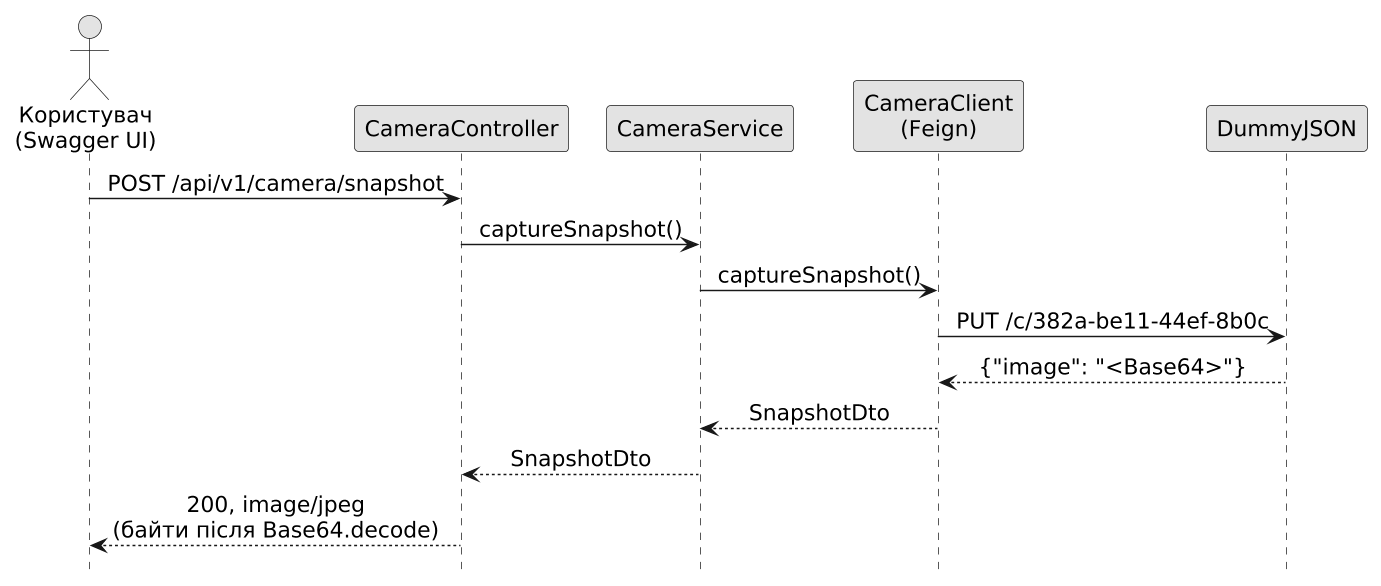 Користувач
(Swagger UI)
CameraController
CameraService
CameraClient
(Feign)
DummyJSON
POST /api/v1/camera/snapshot
captureSnapshot()
captureSnapshot()
PUT /c/382a-be11-44ef-8b0c
{"image": "<Base64>"}
SnapshotDto
SnapshotDto
200, image/jpeg
(байти після Base64.decode)